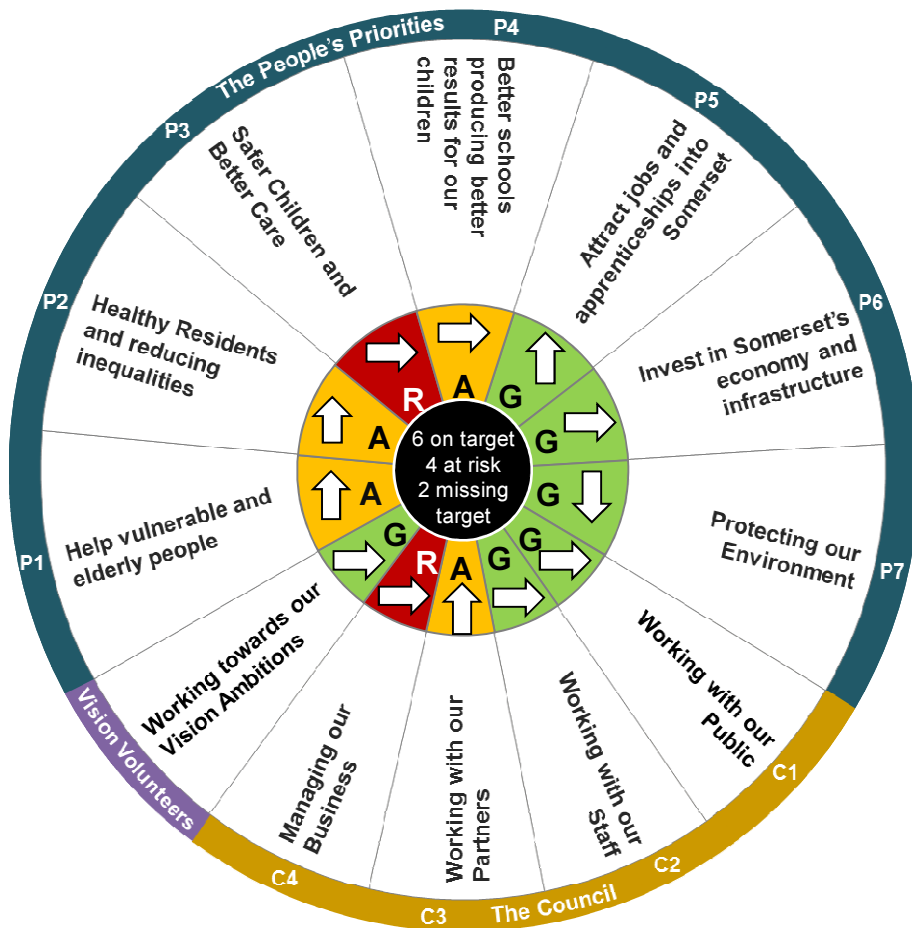 The People's Priorities
P1
Help vulnerable and
elderly people
A
P2
Healthy Residents
and reducing
inequalities
A
P3
Safer Children and
Better Care
R
P4
Better schools
producing better
results for our
children
A
P5
Attract jobs and
apprenticeships into
Somerset
G
P6
Invest in Somerset's
economy and
infrastructure
G
P7
Protecting our
Environment
G
The Council
C1
Working with our
Public
G
C2
Working with our
Staff
G
C3
Working with our
Partners
A
C4
Managing our
Business
R
Vision Volunteers
Working towards our
Vision Ambitions
G
6 on target
4 at risk
2 missing
target